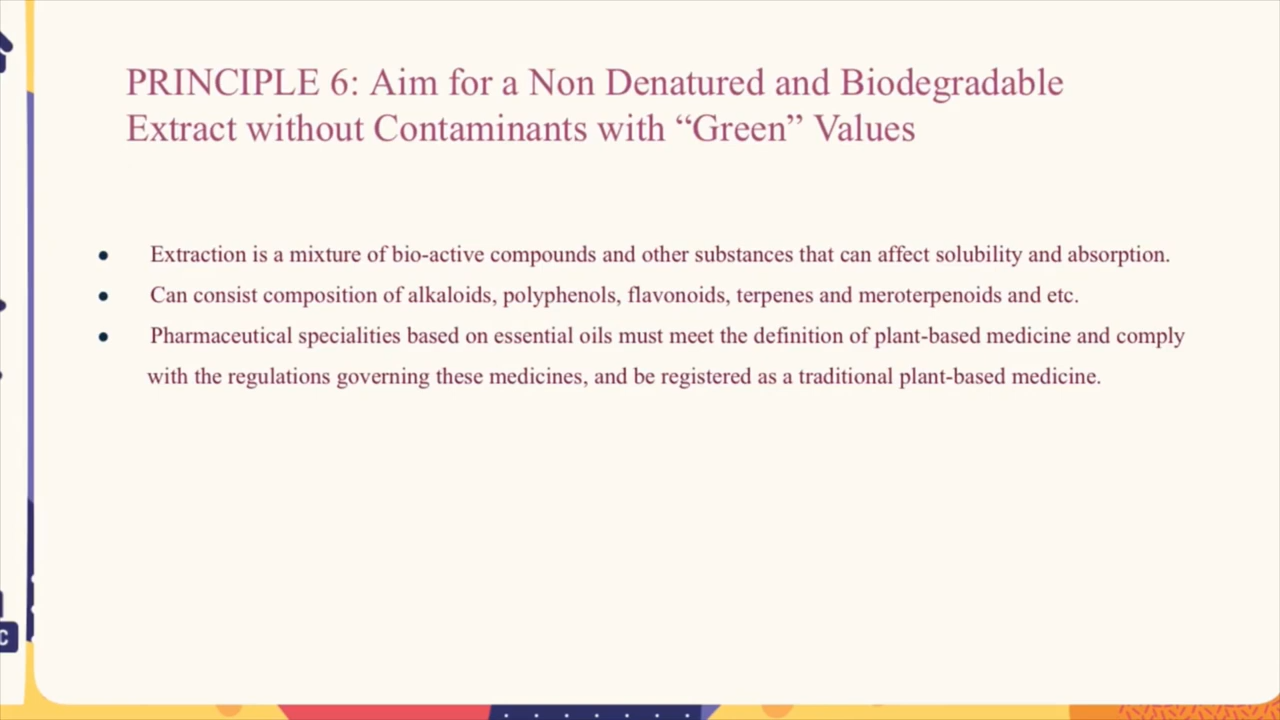 PRINCIPLE 6: Aim for a Non Denatured and Biodegradable
Extract without Contaminants with “Green” Values
● Extraction is a mixture of bio-active compounds and other substances that can affect solubility and absorption.
● Can consist composition of alkaloids, polyphenols, flavonoids, terpenes and meroterpenoids and etc.
● Pharmaceutical specialities based on essential oils must meet the definition of plant-based medicine and comply
with the regulations governing these medicines, and be registered as a traditional plant-based medicine.
C